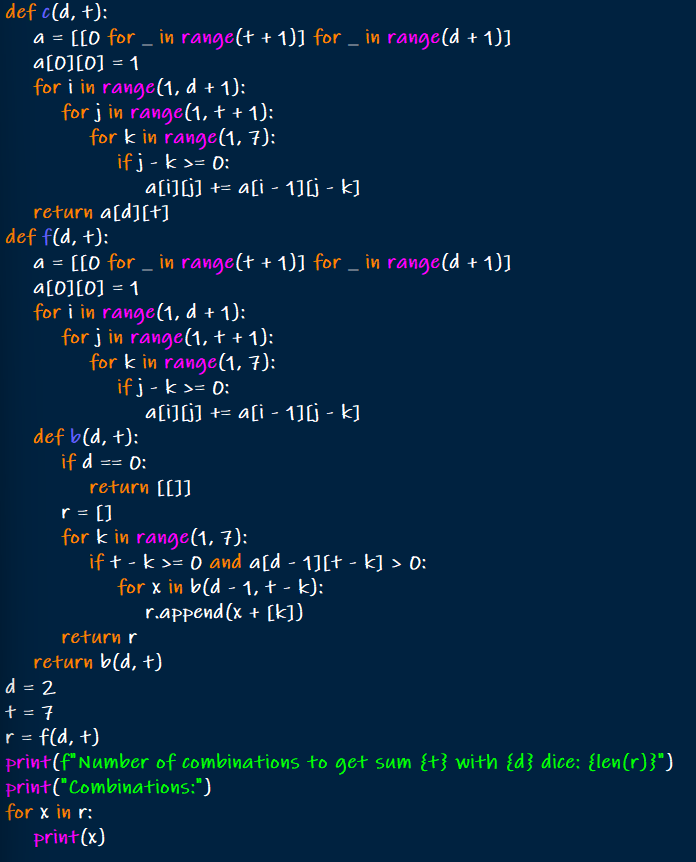 def c(d, t):
    a = [[0 for _ in range(t + 1)] for _ in range(d + 1)]
    a[0][0] = 1
    for i in range(1, d + 1):
        for j in range(1, t + 1):
            for k in range(1, 7):
                if j - k >= 0:
                    a[i][j] += a[i - 1][j - k]
    return a[d][t]
def f(d, t):
    a = [[0 for _ in range(t + 1)] for _ in range(d + 1)]
    a[0][0] = 1
    for i in range(1, d + 1):
        for j in range(1, t + 1):
            for k in range(1, 7):
                if j - k >= 0:
                    a[i][j] += a[i - 1][j - k]
    def b(d, t):
        if d == 0:
            return [[]]
        r = []
        for k in range(1, 7):
            if t - k >= 0 and a[d - 1][t - k] > 0:
                for x in b(d - 1, t - k):
                    r.append(x + [k])
        return r
    return b(d, t)
d = 2
t = 7
r = f(d, t)
print(f"Number of combinations to get sum {t} with {d} dice: {len(r)}")
print("Combinations:")
for x in r:
    print(x)